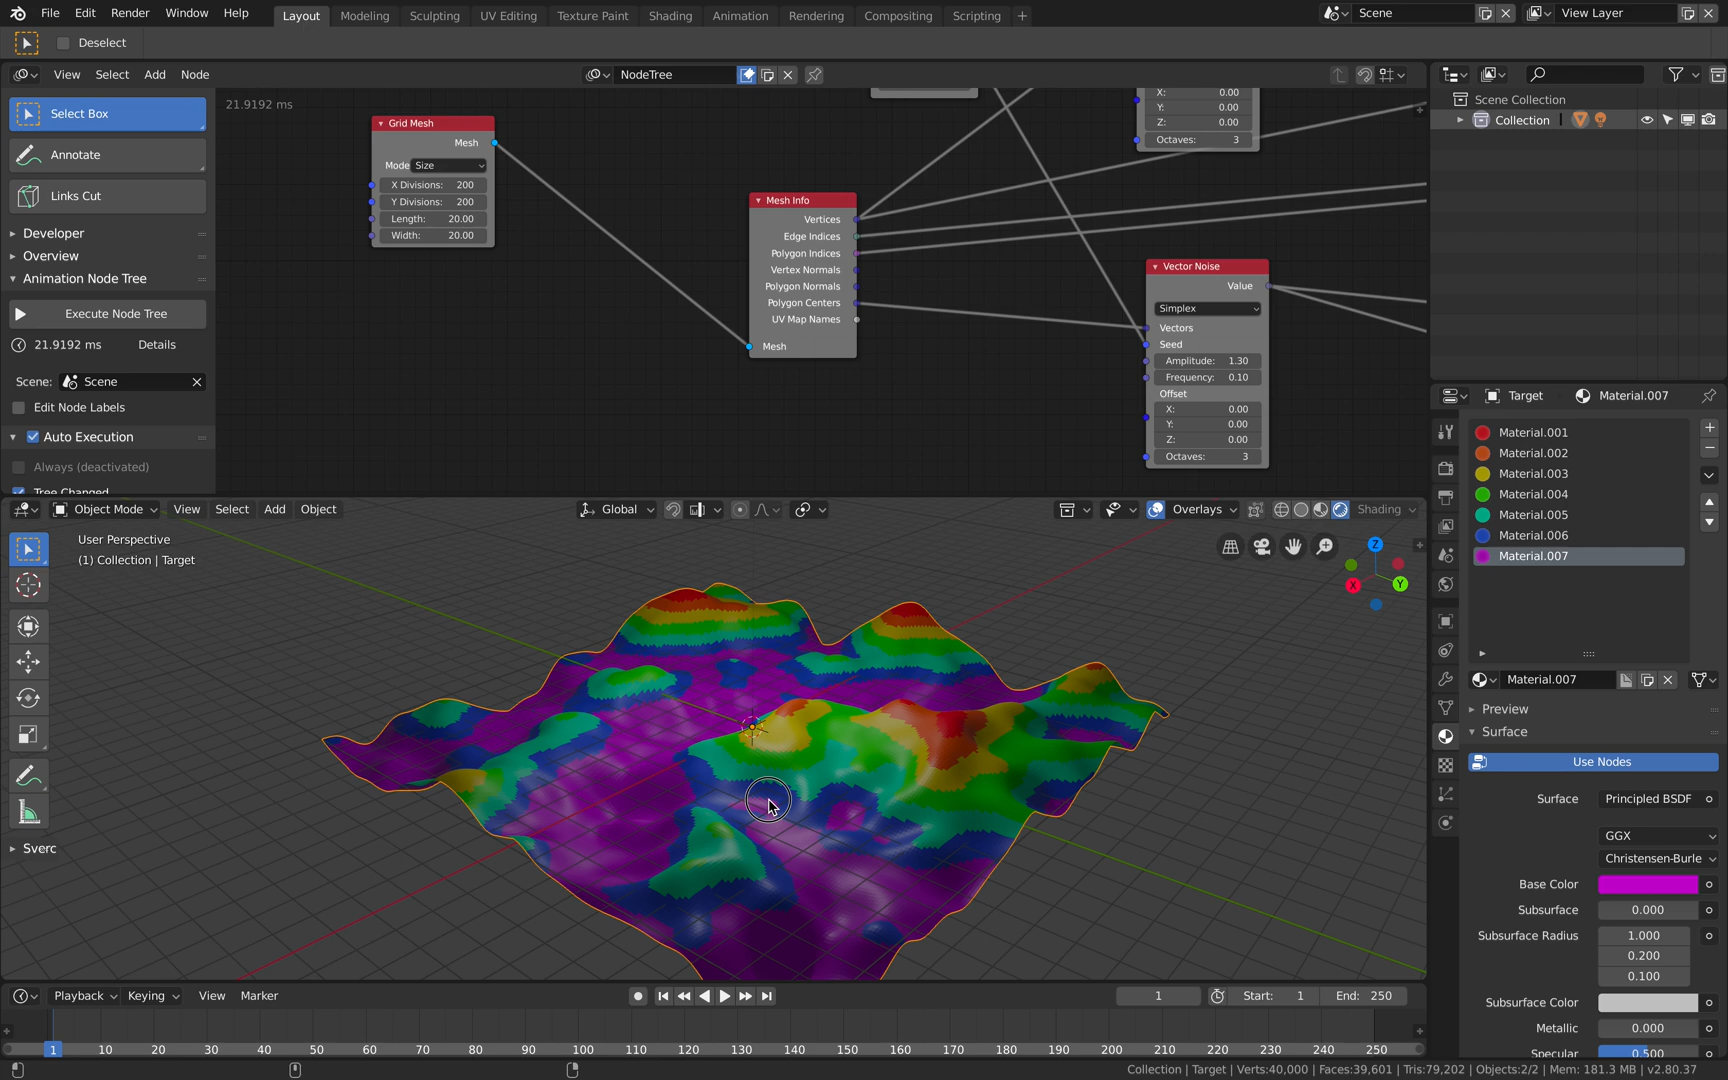 File Edit Render Window Help Layout Modeling Sculpting UV Editing Texture Paint Shading Animation Rendering Compositing Scripting + Scene View Layer
Deselect
View Select Add Node NodeTree
21.9192 ms
Select Box
Annotate
Links Cut
Developer
Overview
Animation Node Tree
Execute Node Tree
21.9192 ms Details
Scene: Scene
Edit Node Labels
Auto Execution
Always (deactivated)
Tree Changed
Grid Mesh
Mesh
Mode Size
X Divisions: 200
Y Divisions: 200
Length: 20.00
Width: 20.00
Mesh Info
Vertices
Edge Indices
Polygon Indices
Vertex Normals
Polygon Normals
Polygon Centers
UV Map Names
Mesh
X: 0.00
Y: 0.00
Z: 0.00
Octaves: 3
Vector Noise
Value
Simplex
Vectors
Seed
Amplitude: 1.30
Frequency: 0.10
Offset
X: 0.00
Y: 0.00
Z: 0.00
Octaves: 3
Scene Collection
Collection
Object Mode View Select Add Object Global Overlays Shading
User Perspective
(1) Collection | Target
Z
X
Y
Sverc
Target Material.007
Material.001
Material.002
Material.003
Material.004
Material.005
Material.006
Material.007
Material.007
Preview
Surface
Use Nodes
Surface Principled BSDF
GGX
Christensen-Burle
Base Color
Subsurface 0.000
Subsurface Radius 1.000
0.200
0.100
Subsurface Color
Metallic 0.000
Specular 0.500
Playback Keying View Marker 1 Start: 1 End: 250
1 10 20 30 40 50 60 70 80 90 100 110 120 130 140 150 160 170 180 190 200 210 220 230 240 250
Collection | Target | Verts:40,000 | Faces:39,601 | Tris:79,202 | Objects:2/2 | Mem: 181.3 MB | v2.80.37